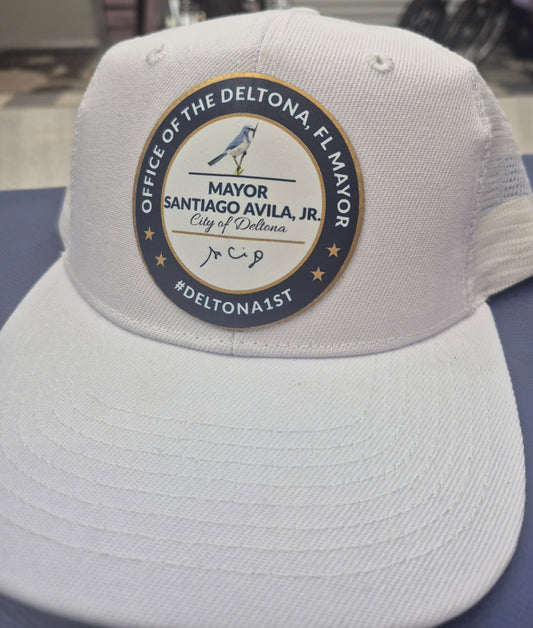 OFFICE OF THE DELTONA, FL MAYOR
MAYOR
SANTIAGO AVILA, JR.
City of Deltona
#DELTONA1ST